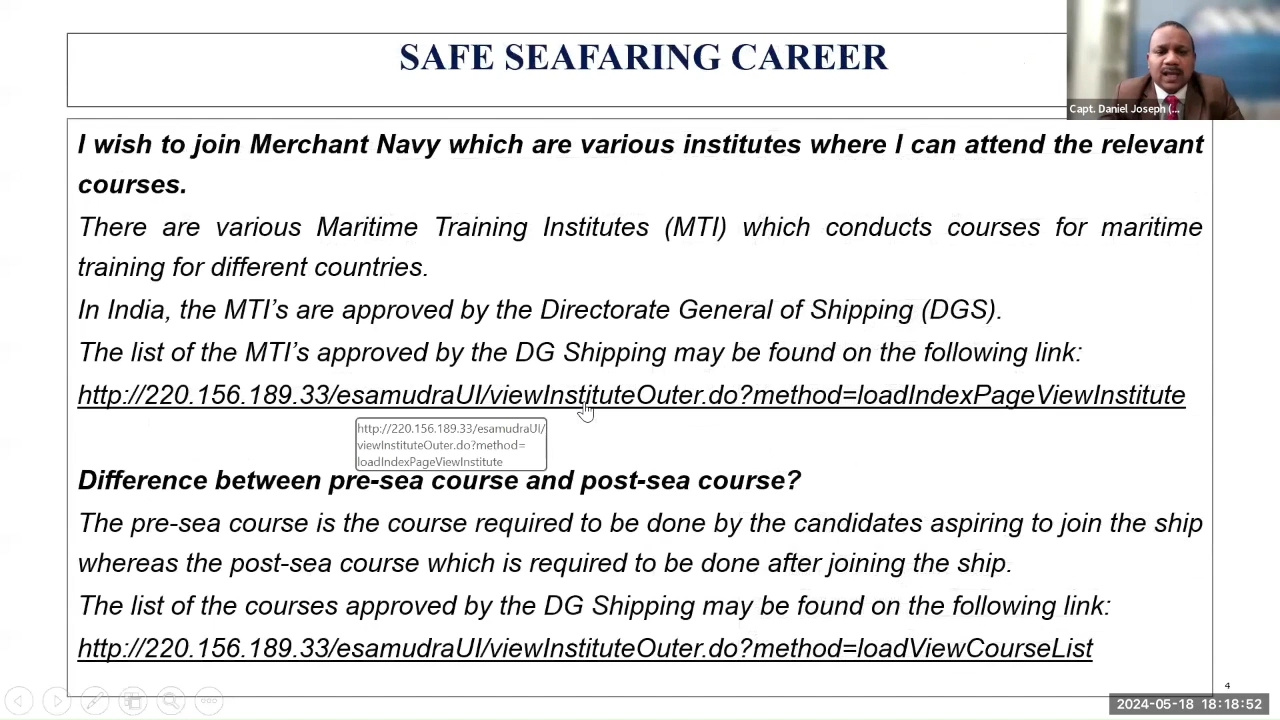 SAFE SEAFARING CAREER
Capt. Daniel Joseph (...
I wish to join Merchant Navy which are various institutes where I can attend the relevant
courses.
There are various Maritime Training Institutes (MTI) which conducts courses for maritime
training for different countries.
In India, the MTI’s are approved by the Directorate General of Shipping (DGS).
The list of the MTI’s approved by the DG Shipping may be found on the following link:
http://220.156.189.33/esamudraUI/viewInstituteOuter.do?method=loadIndexPageViewInstitute
http://220.156.189.33/esamudraUI/
viewInstituteOuter.do?method=
loadIndexPageViewInstitute
Difference between pre-sea course and post-sea course?
The pre-sea course is the course required to be done by the candidates aspiring to join the ship
whereas the post-sea course which is required to be done after joining the ship.
The list of the courses approved by the DG Shipping may be found on the following link:
http://220.156.189.33/esamudraUI/viewInstituteOuter.do?method=loadViewCourseList
4
2024-05-18 18:18:52